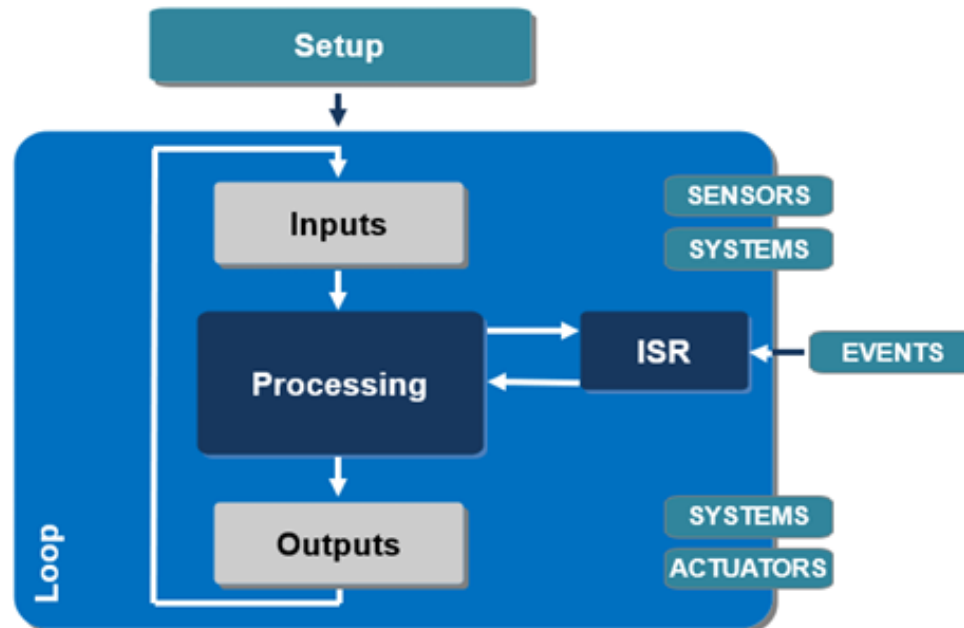 Setup
Inputs
SENSORS
SYSTEMS
Processing
ISR
EVENTS
Outputs
SYSTEMS
ACTUATORS
Loop